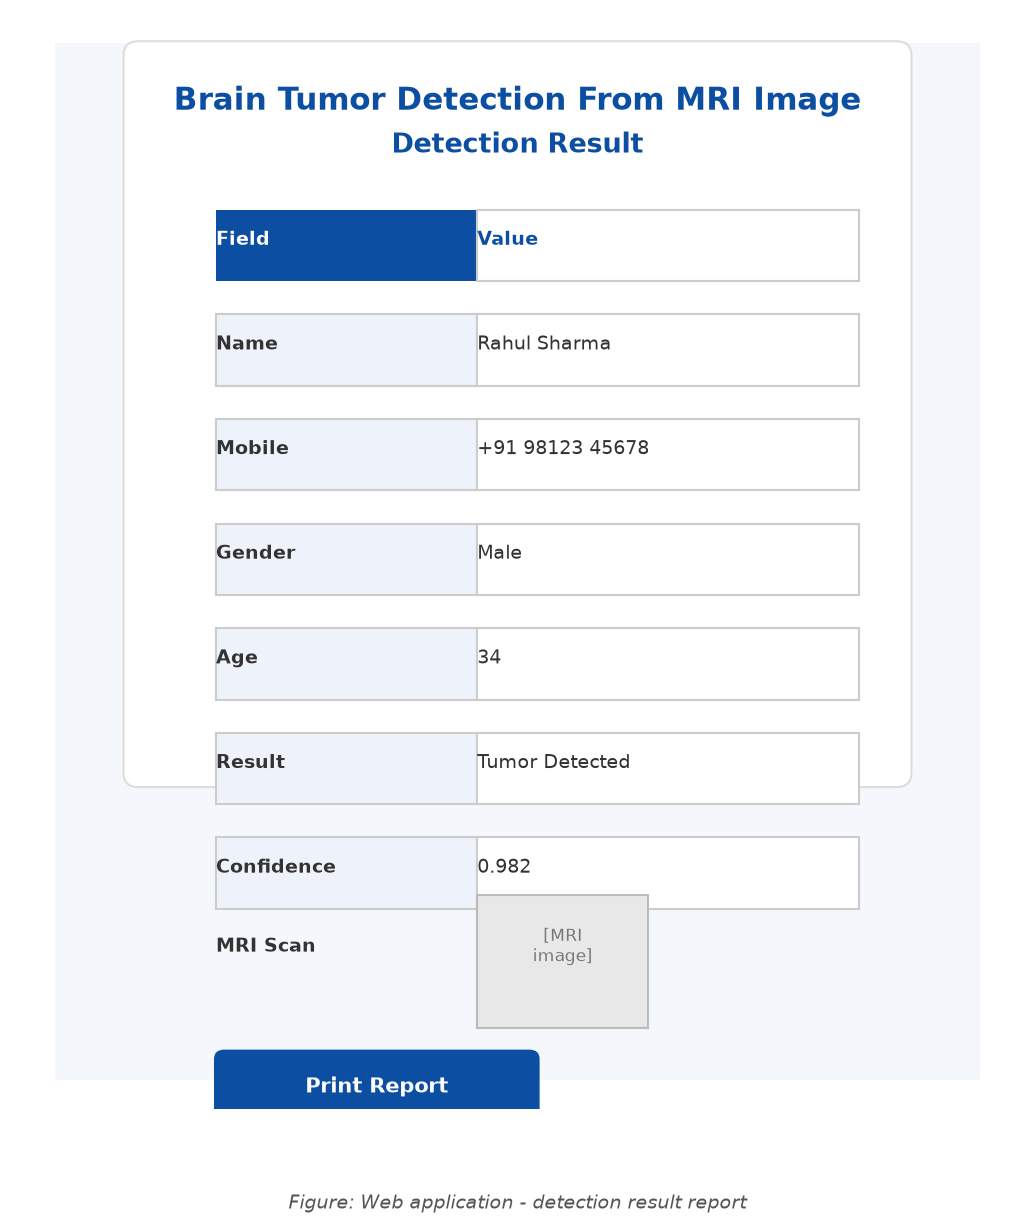 Brain Tumor Detection From MRI Image
Detection Result
Field Value
Name Rahul Sharma
Mobile +91 98123 45678
Gender Male
Age 34
Result Tumor Detected
Confidence 0.982
MRI Scan
[MRI
image]
Print Report
Figure: Web application - detection result report